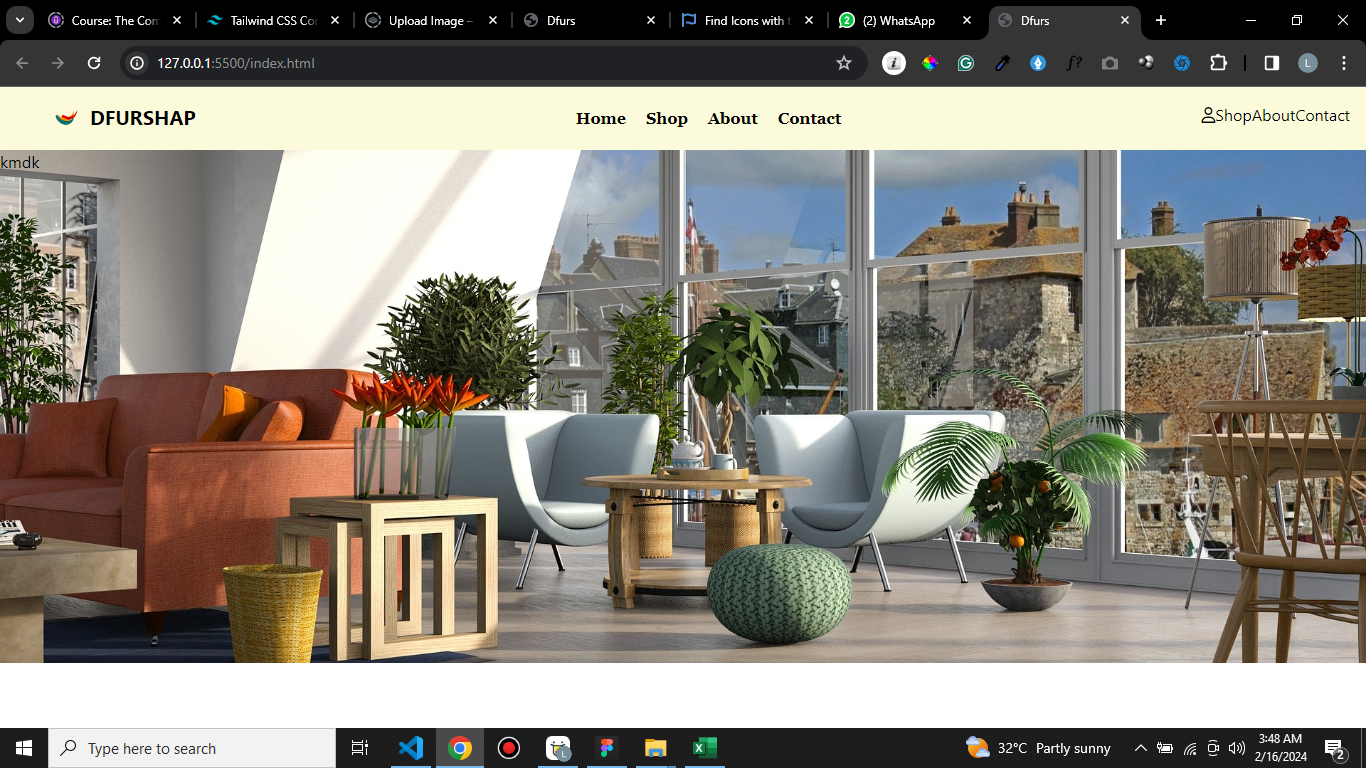 Course: The Com
Tailwind CSS Cor
Upload Image –
Dfurs
Find Icons with t
(2) WhatsApp
Dfurs
127.0.0.1:5500/index.html
L
DFURSHAP
Home Shop About Contact
ShopAboutContact
kmdk
Type here to search
L
32°C Partly sunny
3:48 AM
2/16/2024
2